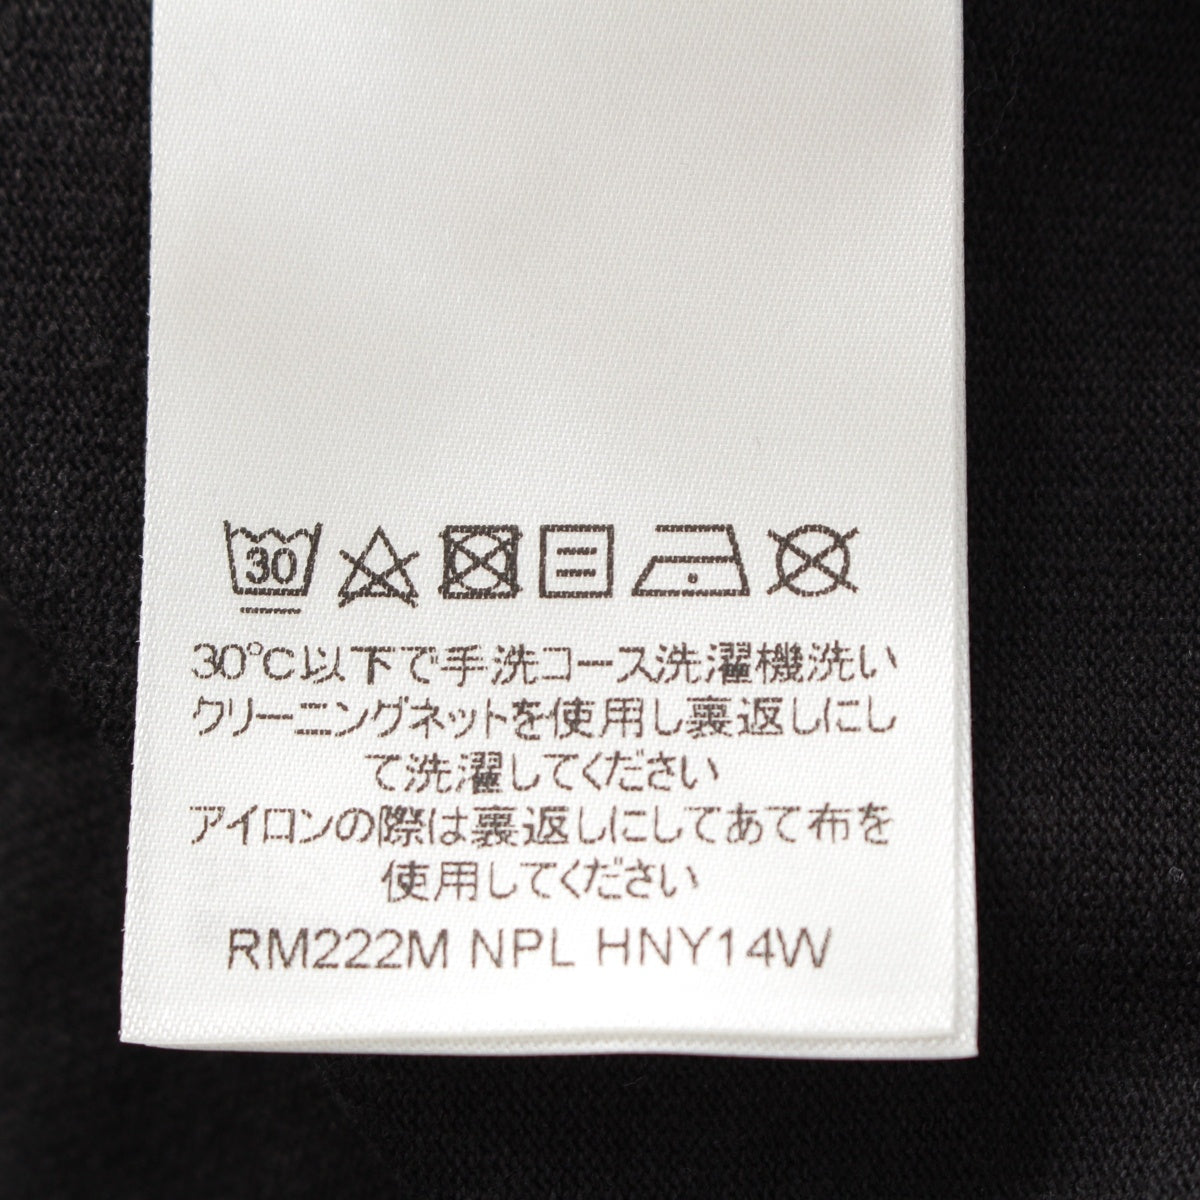 30
30℃以下で手洗コース洗濯機洗い
クリーニングネットを使用し裏返しにし
て洗濯してください
アイロンの際は裏返しにしてあて布を
使用してください
RM222M NPL HNY14W